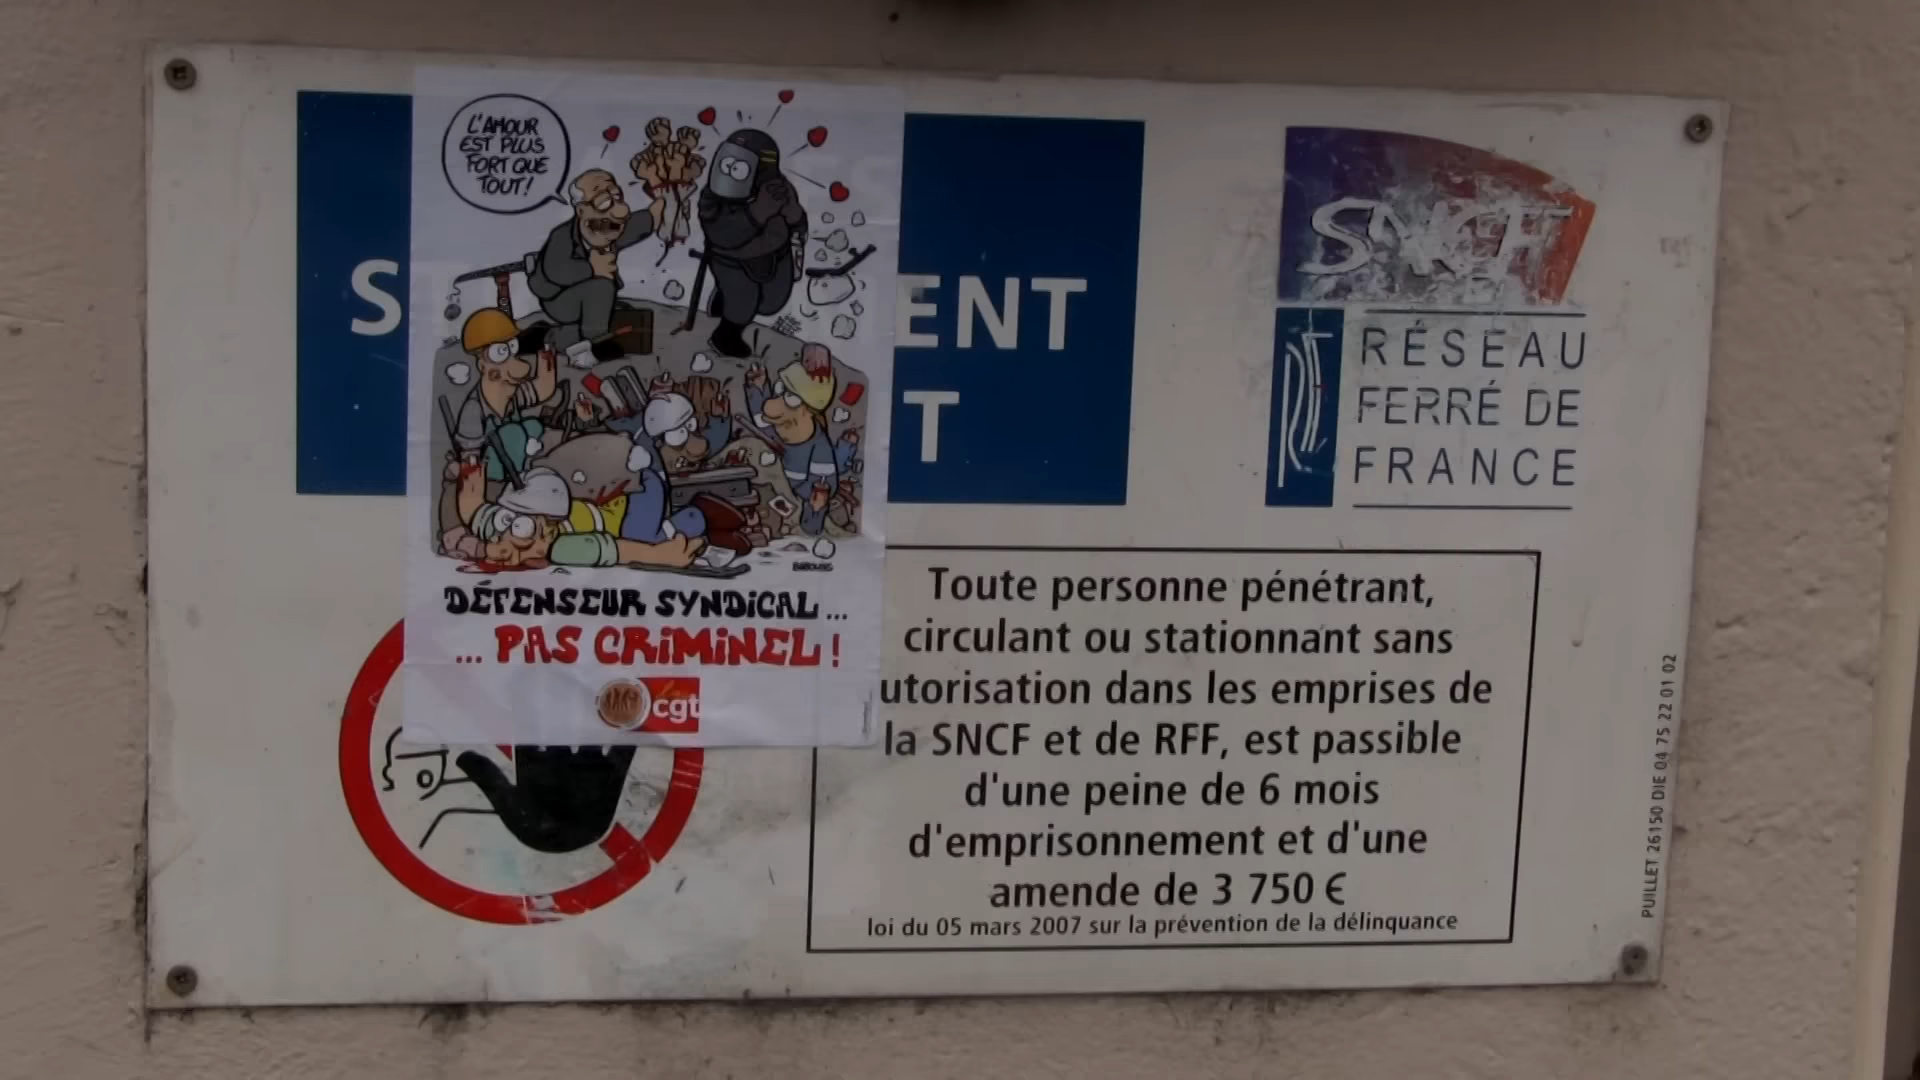 L'AMOUR
EST PLUS
FORT QUE
TOUT!
S
ENT
T
DÉFENSEUR SYNDICAL...
... PAS CRIMINEL !
la
cgt
SNCF
RÉSEAU
FERRÉ DE
FRANCE
Toute personne pénétrant,
circulant ou stationnant sans
utorisation dans les emprises de
la SNCF et de RFF, est passible
d'une peine de 6 mois
d'emprisonnement et d'une
amende de 3 750 €
loi du 05 mars 2007 sur la prévention de la délinquance
PUILLET 26150 DIE 04 75 22 01 02